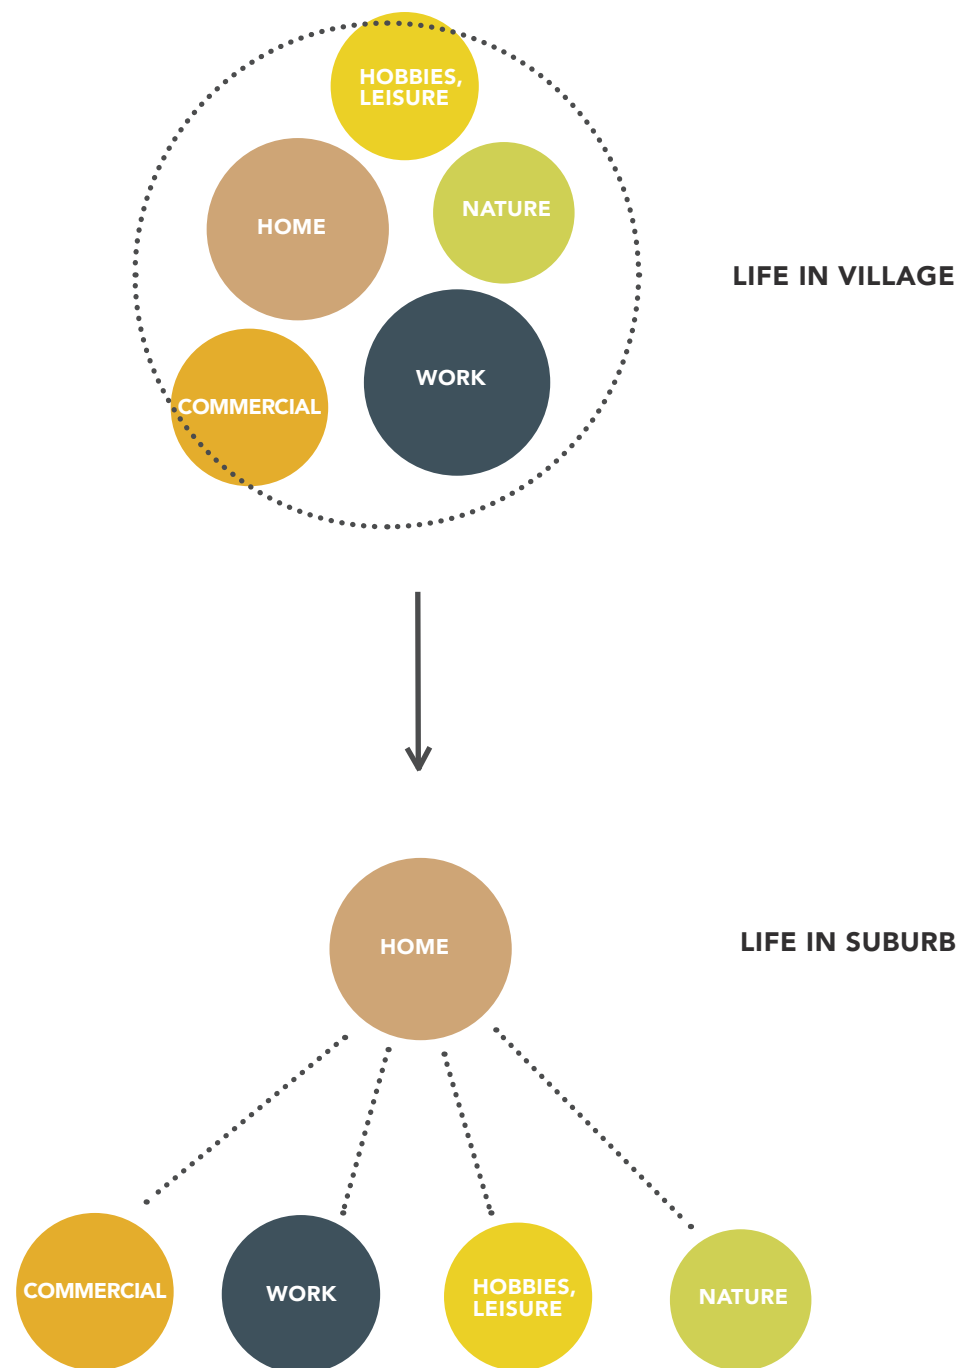 HOBBIES,
LEISURE
NATURE
HOME
LIFE IN VILLAGE
WORK
COMMERCIAL
HOME
LIFE IN SUBURB
COMMERCIAL
WORK
HOBBIES,
LEISURE
NATURE